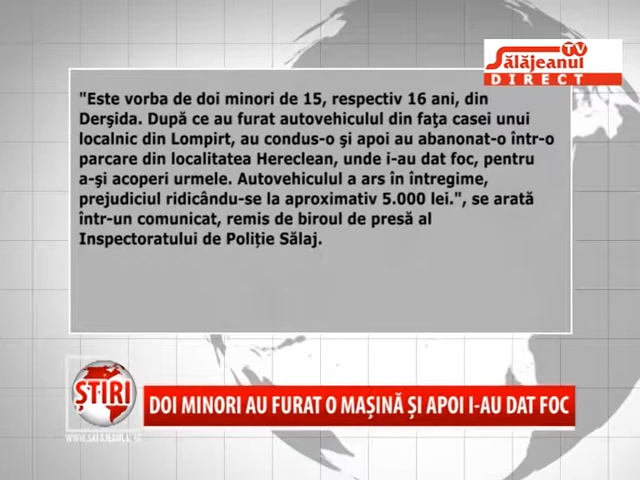 Sălăjeanul TV
DIRECT
"Este vorba de doi minori de 15, respectiv 16 ani, din
Derşida. După ce au furat autovehiculul din faţa casei unui
localnic din Lompirt, au condus-o şi apoi au abanonat-o într-o
parcare din localitatea Hereclean, unde i-au dat foc, pentru
a-şi acoperi urmele. Autovehiculul a ars în întregime,
prejudiciul ridicându-se la aproximativ 5.000 lei.", se arată
într-un comunicat, remis de biroul de presă al
Inspectoratului de Poliție Sălaj.
ȘTIRI
DOI MINORI AU FURAT O MAȘINĂ ȘI APOI I-AU DAT FOC